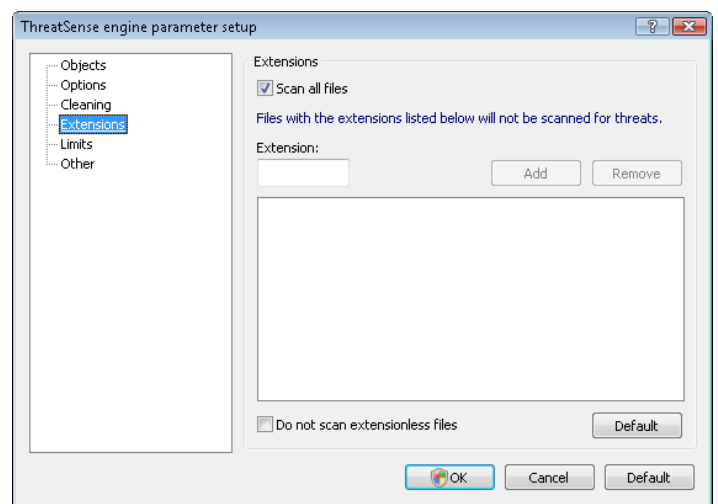 ThreatSense engine parameter setup
Objects
Options
Cleaning
Extensions
Limits
Other
Extensions
Scan all files
Files with the extensions listed below will not be scanned for threats.
Extension:
Add
Remove
Do not scan extensionless files
Default
OK
Cancel
Default